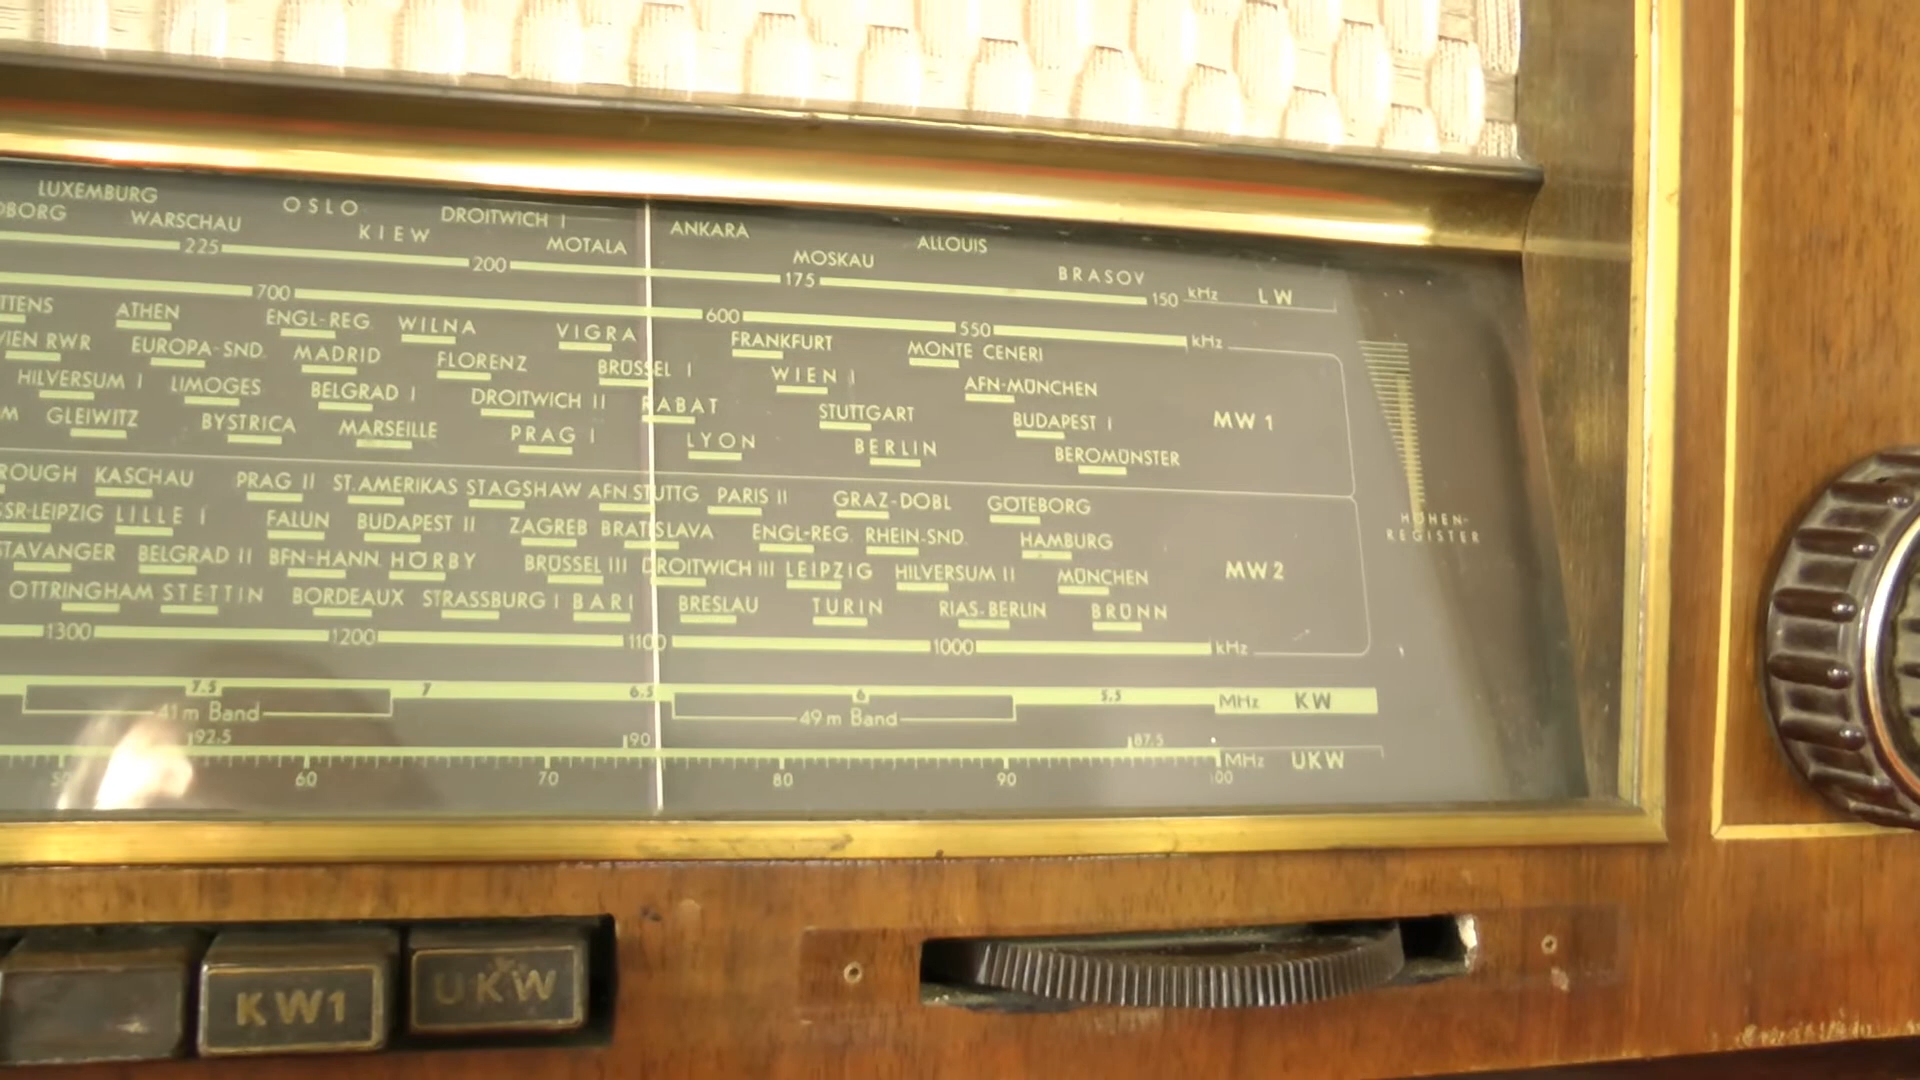 LUXEMBURG OSLO DROITWICH I ANKARA ALLOUIS
WARSCHAU KIEW MOTALA MOSKAU BRASOV
225 200 175 150 kHz LW
700 600 550 kHz
ATHEN ENGL-REG. WILNA VIGRA FRANKFURT MONTE CENERI
RWR EUROPA-SND. MADRID FLORENZ BRÜSSEL I WIEN I AFN-MÜNCHEN
HILVERSUM I LIMOGES BELGRAD I DROITWICH II RABAT STUTTGART BUDAPEST I MW 1
GLEIWITZ BYSTRICA MARSEILLE PRAG I LYON BERLIN BEROMÜNSTER
KASCHAU PRAG II ST.AMERIKAS STAGSHAW AFN STUTTG PARIS II GRAZ-DOBL GÖTEBORG
SR-LEIPZIG LILLE I FALUN BUDAPEST II ZAGREB BRATISLAVA ENGL-REG. RHEIN-SND. HAMBURG
HÖHEN-
REGISTER
STAVANGER BELGRAD II BFN-HANN. HÖRBY BRÜSSEL III DROITWICH III LEIPZIG HILVERSUM II MÜNCHEN MW 2
OTTRINGHAM STETTIN BORDEAUX STRASSBURG I BARI BRESLAU TURIN RIAS-BERLIN BRÜNN
1300 1200 1100 1000 kHz
7.5 7 6.5 6 5.5 MHz KW
41 m Band 49 m Band
92.5 90 87.5
MHz UKW
50 60 70 80 90 100
KW1 UKW